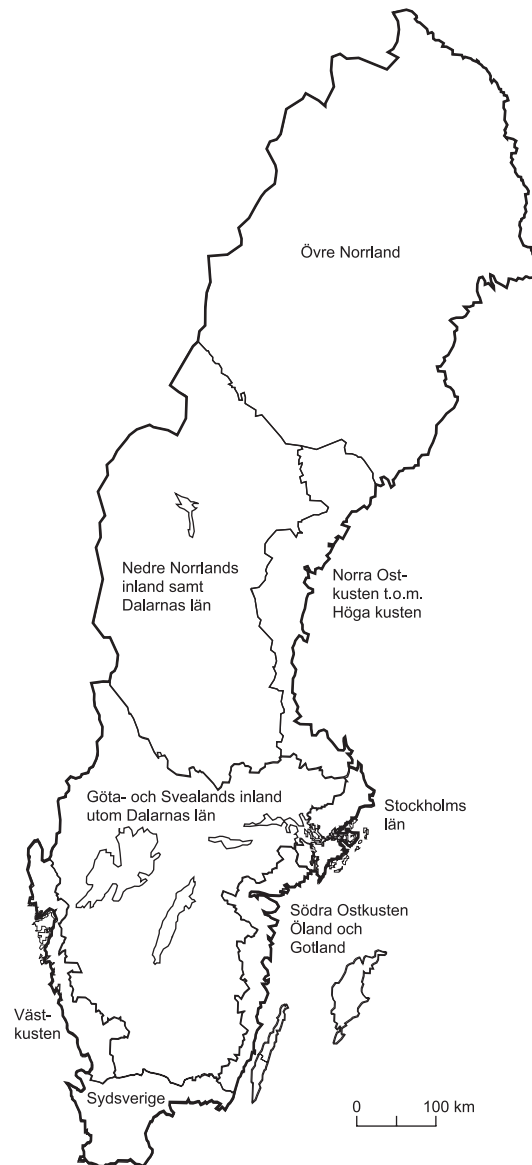 Övre Norrland
Nedre Norrlands
inland samt
Dalarnas län
Norra Ost-
kusten t.o.m.
Höga kusten
Göta- och Svealands inland
utom Dalarnas län
Stockholms
län
Södra Ostkusten
Öland och
Gotland
Väst-
kusten
Sydsverige
0 100 km